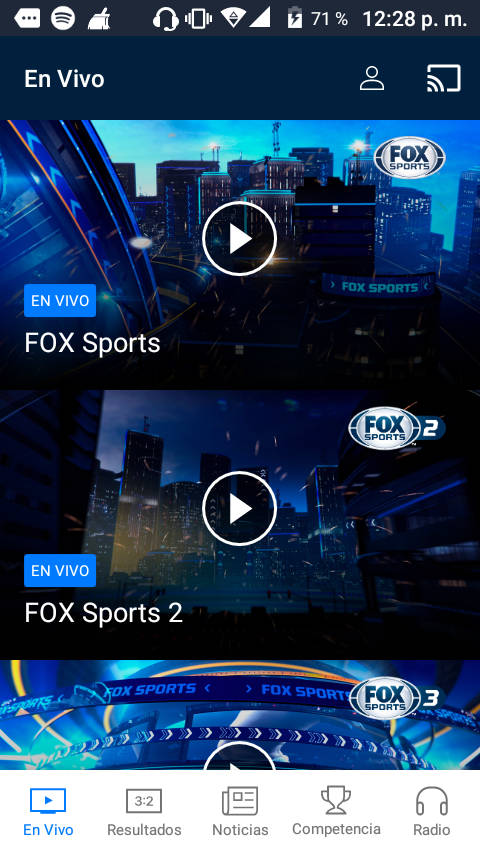 71 % 12:28 p. m.
En Vivo
FOX
SPORTS
FOX SPORTS
EN VIVO
FOX Sports
FOX
SPORTS 2
EN VIVO
FOX Sports 2
FOX SPORTS FOX SPORTS
FOX
SPORTS 3
3:2
En Vivo Resultados Noticias Competencia Radio